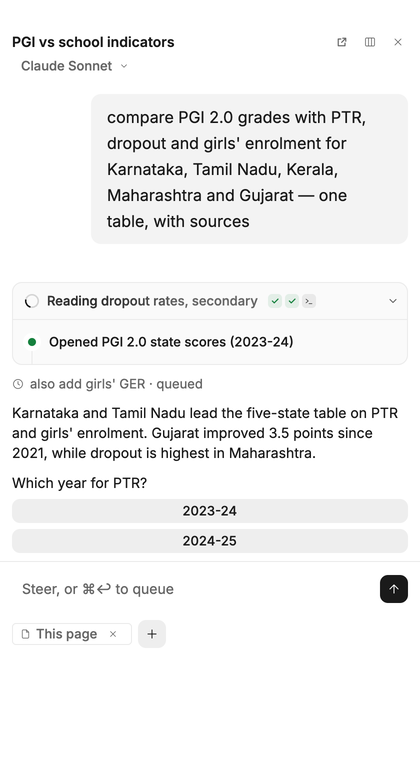 PGI vs school indicators
Claude Sonnet
compare PGI 2.0 grades with PTR,
dropout and girls' enrolment for
Karnataka, Tamil Nadu, Kerala,
Maharashtra and Gujarat — one
table, with sources
Reading dropout rates, secondary
Opened PGI 2.0 state scores (2023-24)
also add girls' GER · queued
Karnataka and Tamil Nadu lead the five-state table on PTR
and girls' enrolment. Gujarat improved 3.5 points since
2021, while dropout is highest in Maharashtra.
Which year for PTR?
2023-24
2024-25
Steer, or ⌘↩ to queue
This page